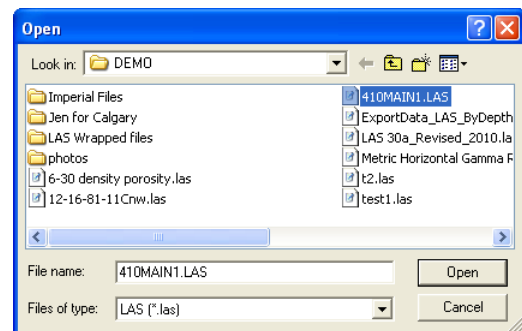 Open
Look in: DEMO
Imperial Files
Jen for Calgary
LAS Wrapped files
photos
6-30 density porosity.las
12-16-81-11Cnw.las
410MAIN1.LAS
ExportData_LAS_ByDepth
LAS 30a_Revised_2010.la
Metric Horizontal Gamma R
t2.las
test1.las
File name: 410MAIN1.LAS Open
Files of type: LAS (*.las) Cancel